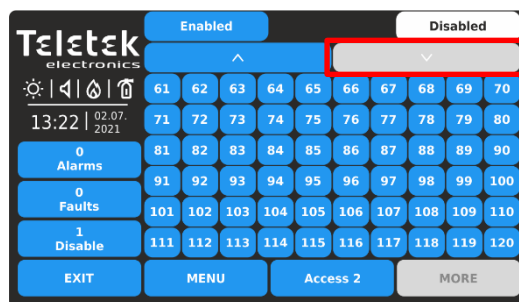 Teletek
electronics
Enabled
Disabled
13:22 02.07.
2021
0
Alarms
0
Faults
1
Disable
61 62 63 64 65 66 67 68 69 70
71 72 73 74 75 76 77 78 79 80
81 82 83 84 85 86 87 88 89 90
91 92 93 94 95 96 97 98 99 100
101 102 103 104 105 106 107 108 109 110
111 112 113 114 115 116 117 118 119 120
EXIT MENU Access 2 MORE